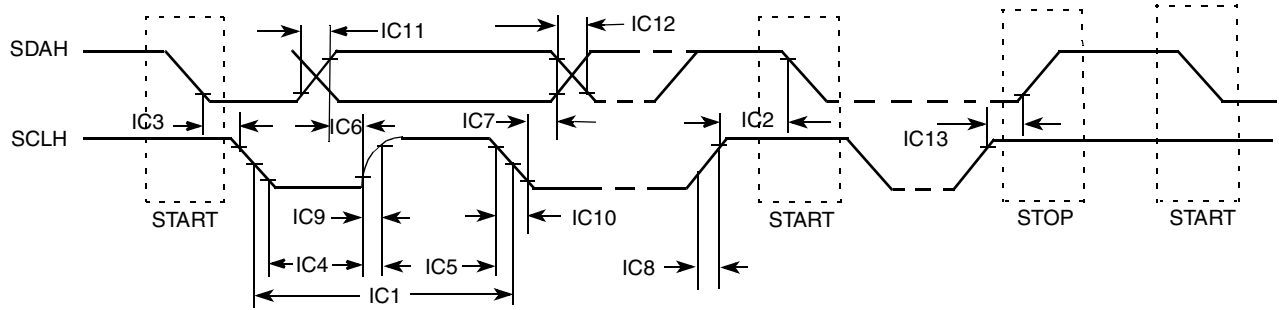 IC11
IC12
SDAH
IC3
IC6
IC7
IC2
IC13
SCLH
START
IC9
IC10
START
STOP
START
IC4
IC5
IC8
IC1